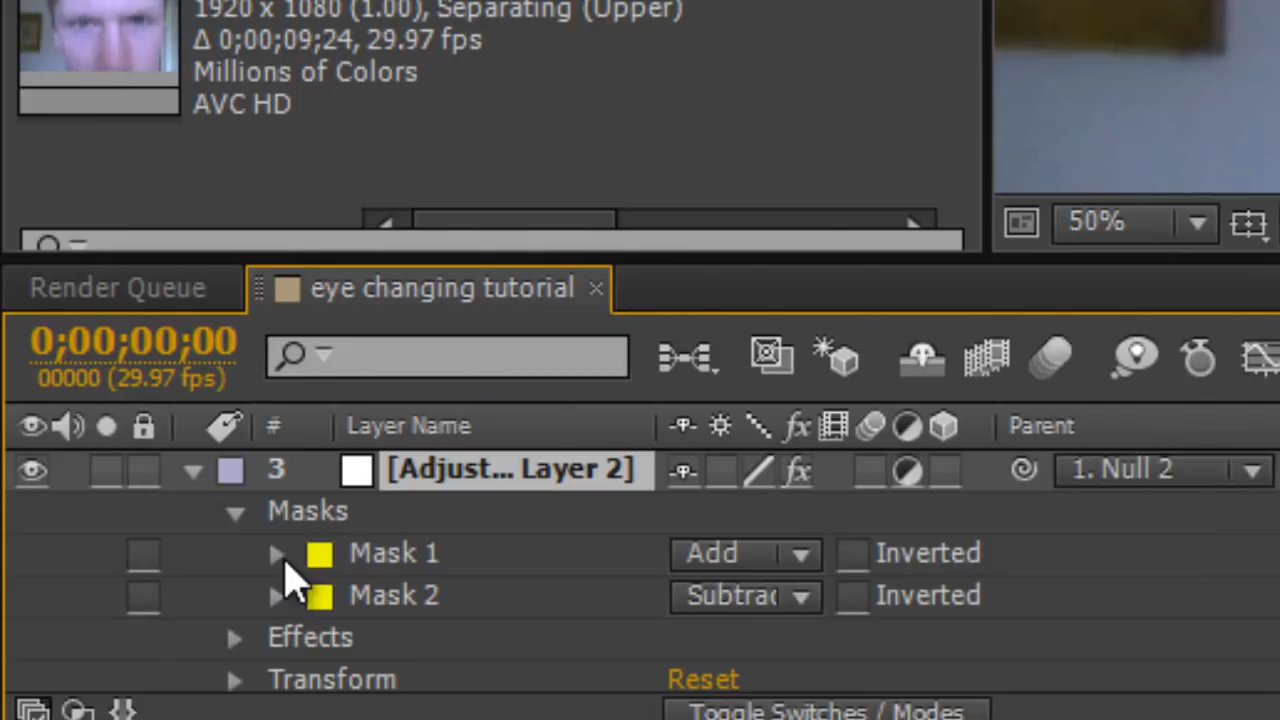 1920 x 1080 (1.00), Separating (Upper)
Δ 0;00;09;24, 29.97 fps
Millions of Colors
AVC HD
50%
Render Queue
eye changing tutorial
0;00;00;00
00000 (29.97 fps)
# Layer Name fx Parent
3 [Adjust... Layer 2] fx 1. Null 2
Masks
Mask 1 Add Inverted
Mask 2 Subtrac Inverted
Effects
Transform Reset
Toggle Switches / Modes